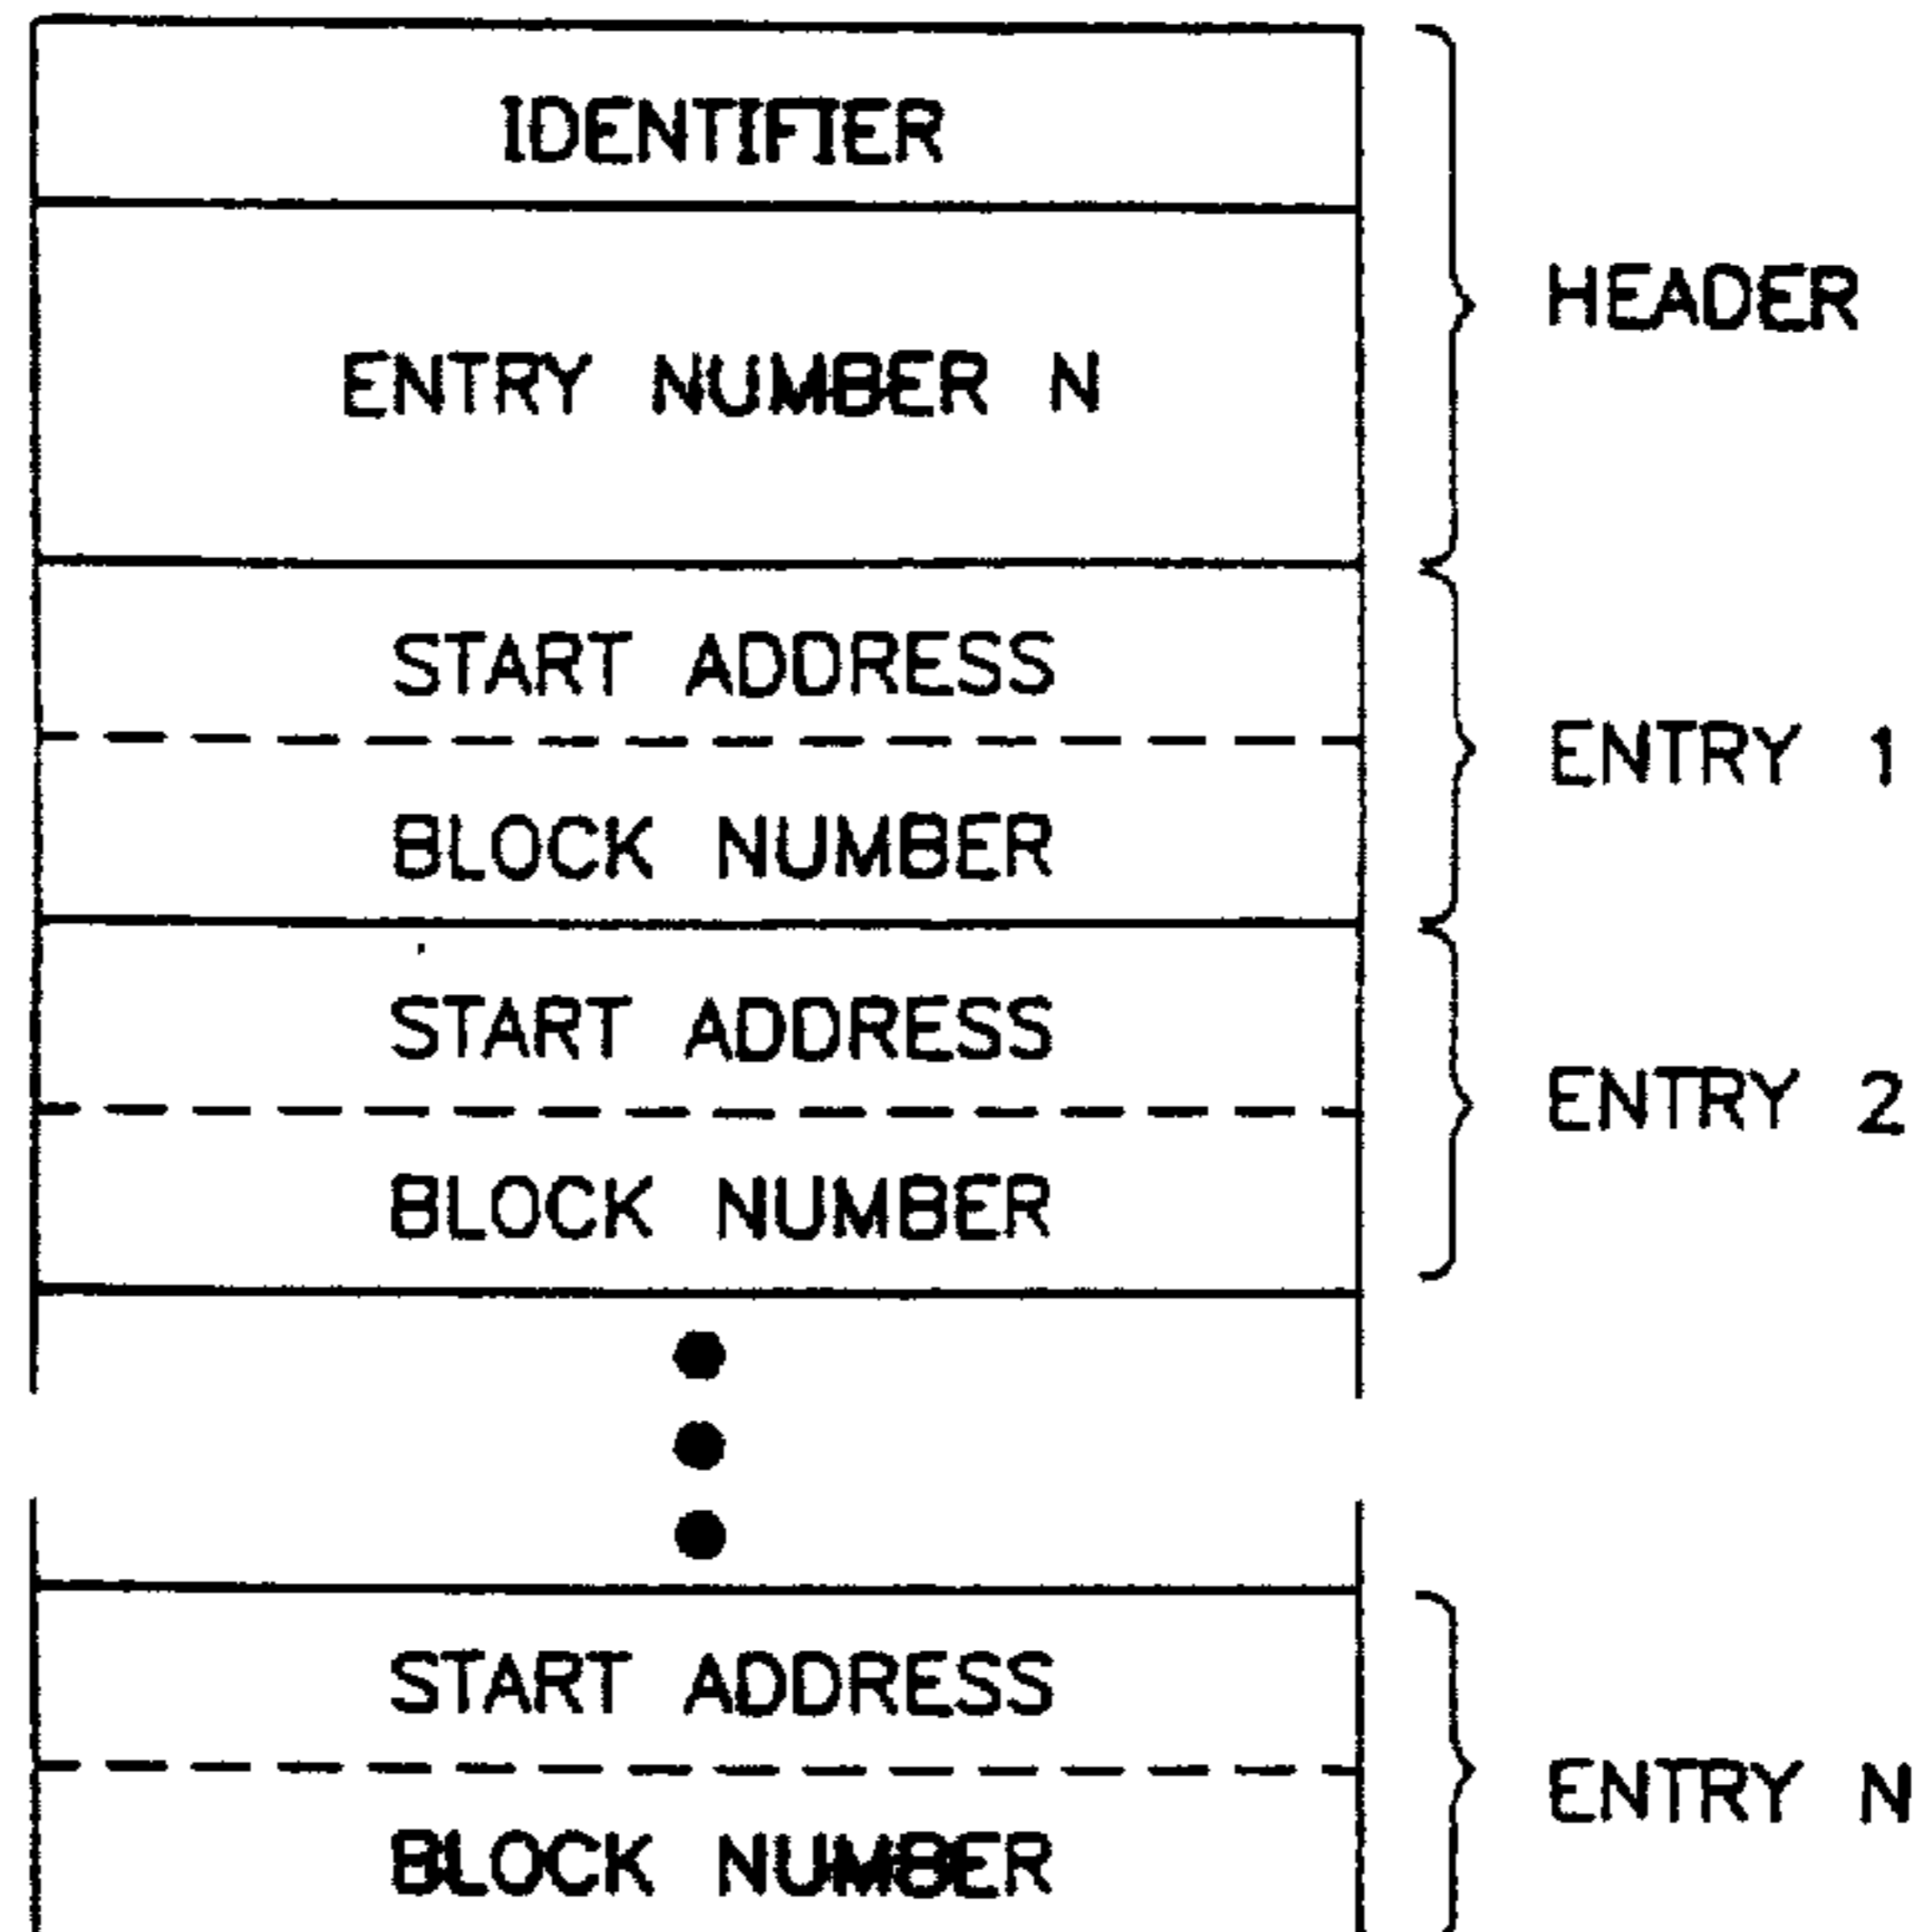 IDENTIFIER
ENTRY NUMBER N
HEADER
START ADDRESS
BLOCK NUMBER
ENTRY 1
START ADDRESS
BLOCK NUMBER
ENTRY 2
START ADDRESS
BLOCK NUMBER
ENTRY N